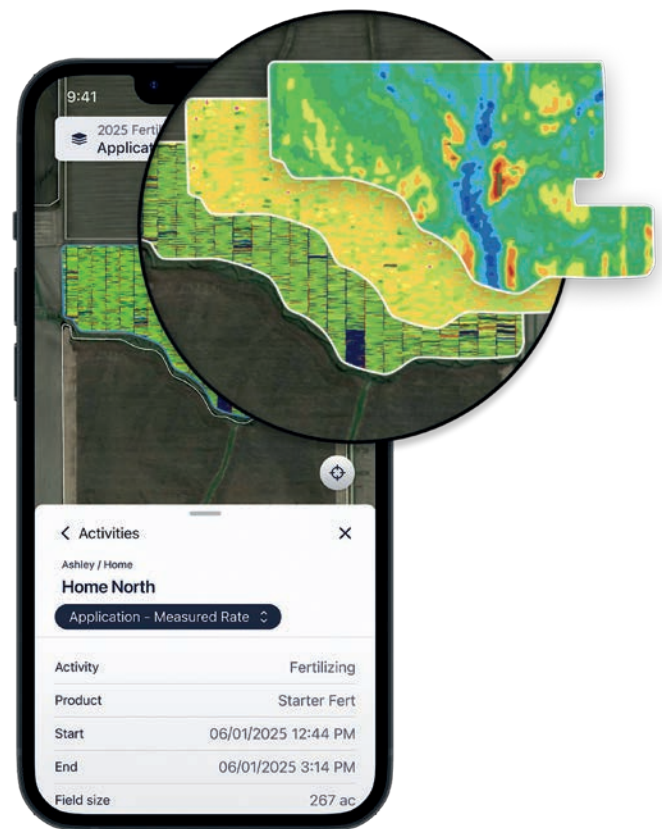 9:41
2025 Fertil
Applicat
Activities
Ashley / Home
Home North
Application - Measured Rate
Activity Fertilizing
Product Starter Fert
Start 06/01/2025 12:44 PM
End 06/01/2025 3:14 PM
Field size 267 ac